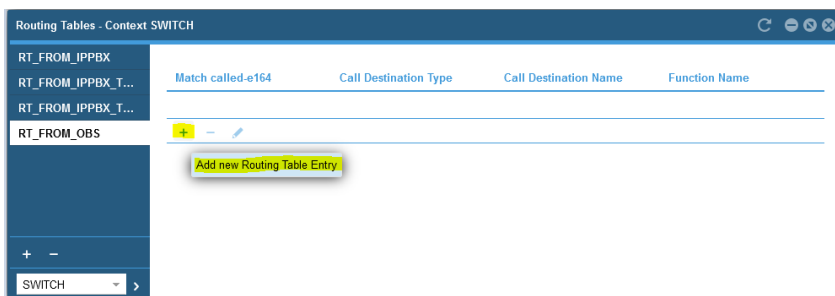 Routing Tables - Context SWITCH
RT_FROM_IPPBX
RT_FROM_IPPBX_T...
RT_FROM_IPPBX_T...
RT_FROM_OBS
Match called-e164 Call Destination Type Call Destination Name Function Name
Add new Routing Table Entry
SWITCH